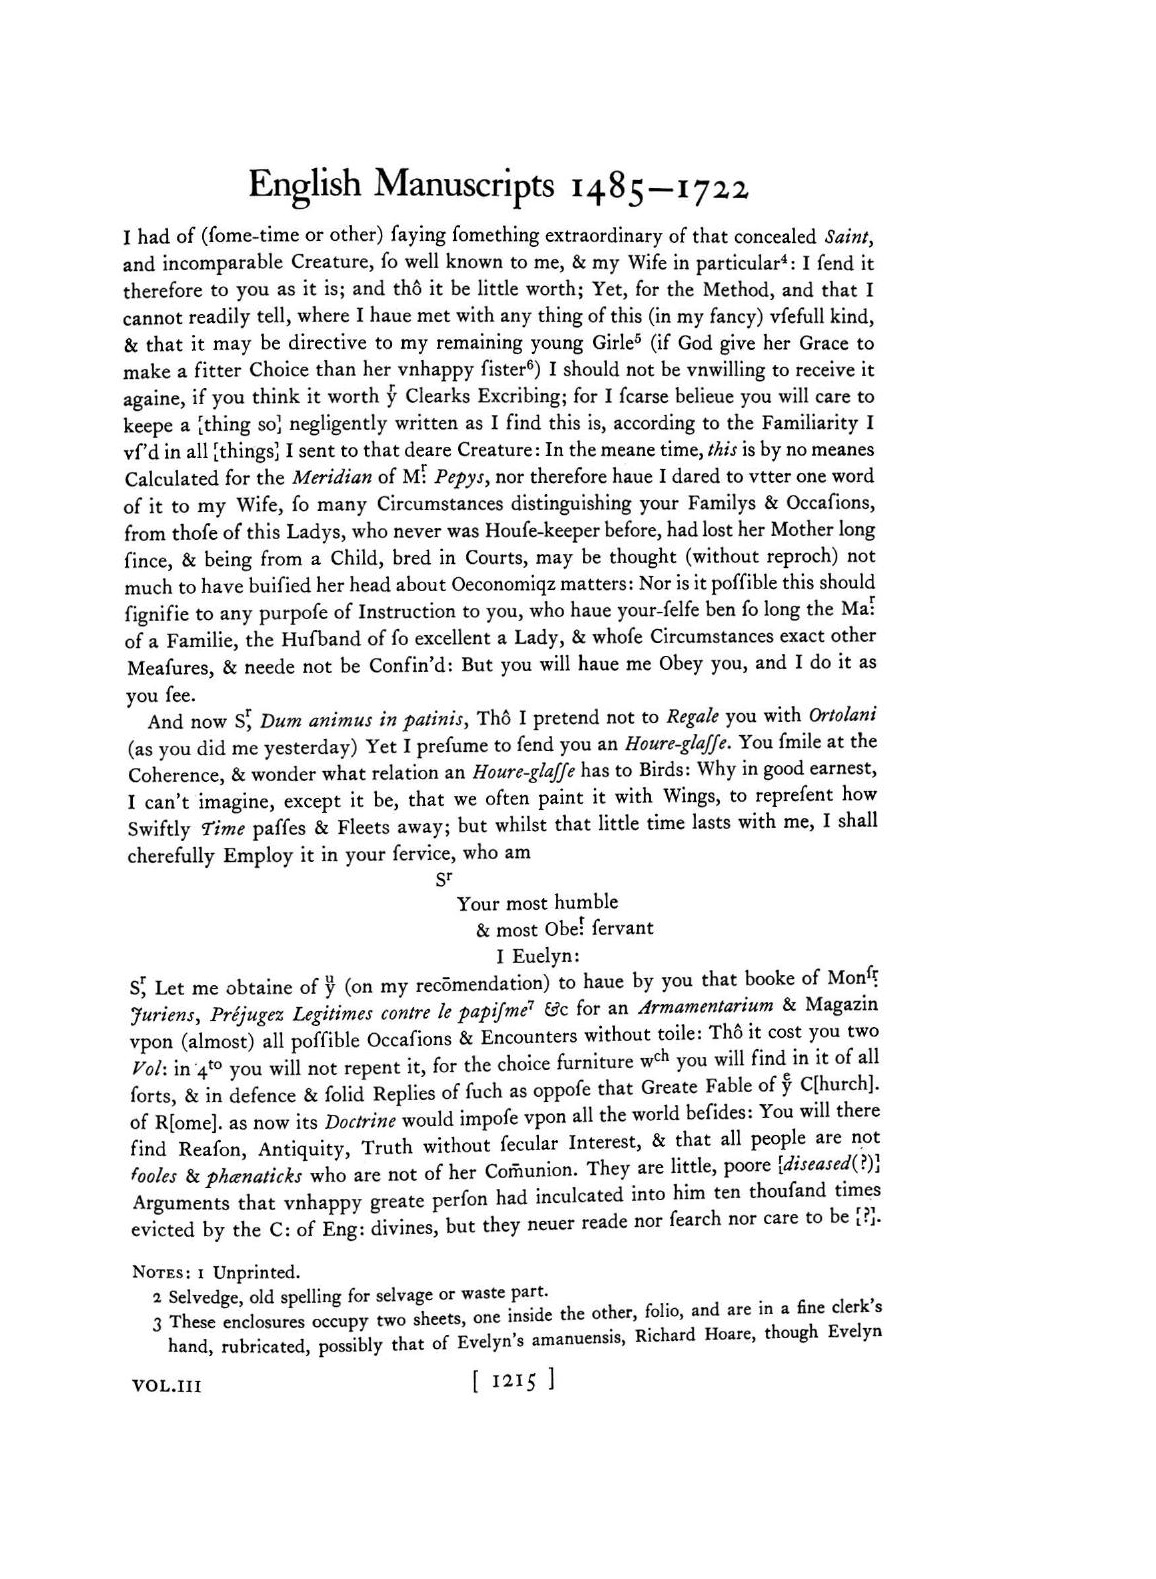 English Manuscripts 1485—1722
I had of (ſome-time or other) ſaying ſomething extraordinary of that concealed Saint,
and incomparable Creature, ſo well known to me, & my Wife in particular⁴: I ſend it
therefore to you as it is; and thô it be little worth; Yet, for the Method, and that I
cannot readily tell, where I haue met with any thing of this (in my fancy) vſefull kind,
& that it may be directive to my remaining young Girle⁵ (if God give her Grace to
make a fitter Choice than her vnhappy ſister⁶) I should not be vnwilling to receive it
againe, if you think it worth yͬ Clearks Excribing; for I ſcarse belieue you will care to
keepe a [thing so] negligently written as I find this is, according to the Familiarity I
vſ'd in all [things] I sent to that deare Creature: In the meane time, this is by no meanes
Calculated for the Meridian of Mʳ: Pepys, nor therefore haue I dared to vtter one word
of it to my Wife, ſo many Circumstances distinguishing your Familys & Occaſions,
from thoſe of this Ladys, who never was Houſe-keeper before, had lost her Mother long
ſince, & being from a Child, bred in Courts, may be thought (without reproch) not
much to have buiſied her head about Oeconomiqz matters: Nor is it poſſible this should
ſignifie to any purpoſe of Instruction to you, who haue your-ſelfe ben ſo long the Maʳ:
of a Familie, the Huſband of ſo excellent a Lady, & whoſe Circumstances exact other
Meaſures, & neede not be Confin'd: But you will haue me Obey you, and I do it as
you ſee.
And now Sʳ, Dum animus in patinis, Thô I pretend not to Regale you with Ortolani
(as you did me yesterday) Yet I preſume to ſend you an Houre-glaſſe. You ſmile at the
Coherence, & wonder what relation an Houre-glaſſe has to Birds: Why in good earnest,
I can't imagine, except it be, that we often paint it with Wings, to repreſent how
Swiftly Time paſſes & Fleets away; but whilst that little time lasts with me, I shall
cherefully Employ it in your ſervice, who am
Sʳ
Your most humble
& most Obeᵗ: ſervant
I Euelyn:
Sʳ, Let me obtaine of yͧ (on my recōmendation) to haue by you that booke of Monſʳ:
Juriens, Préjugez Legitimes contre le papiſme⁷ &c for an Armamentarium & Magazin
vpon (almost) all poſſible Occaſions & Encounters without toile: Thô it cost you two
Vol: in 4ᵗᵒ you will not repent it, for the choice furniture wᶜʰ you will find in it of all
ſorts, & in defence & ſolid Replies of ſuch as oppoſe that Greate Fable of yͤ C[hurch].
of R[ome]. as now its Doctrine would impoſe vpon all the world beſides: You will there
find Reaſon, Antiquity, Truth without ſecular Interest, & that all people are not
fooles & phænaticks who are not of her Com̄union. They are little, poore [diseased(?)]
Arguments that vnhappy greate perſon had inculcated into him ten thouſand times
evicted by the C: of Eng: divines, but they neuer reade nor ſearch nor care to be [?].
NOTES: 1 Unprinted.
2 Selvedge, old spelling for selvage or waste part.
3 These enclosures occupy two sheets, one inside the other, folio, and are in a fine clerk's
hand, rubricated, possibly that of Evelyn's amanuensis, Richard Hoare, though Evelyn
VOL.III [ 1215 ]